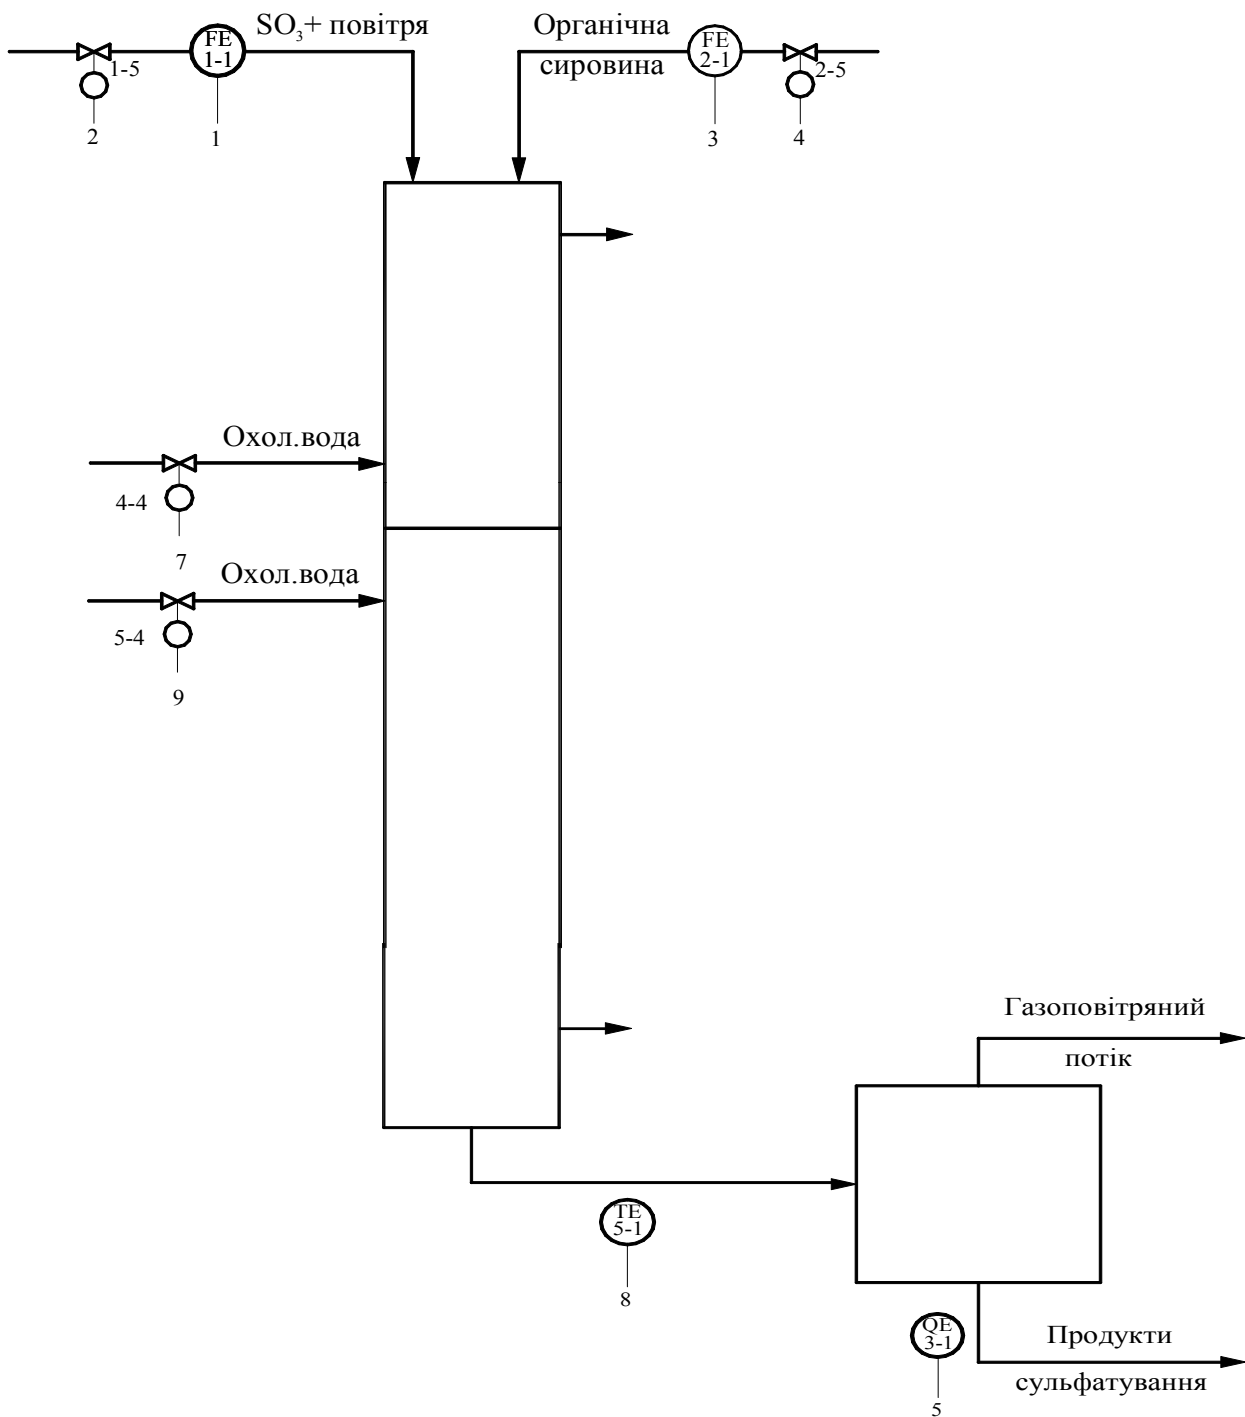 SO3+ повітря
Органічна
сировина
FE
1-1
FE
2-1
1-5
2-5
2
1
3
4
Охол.вода
4-4
7
Охол.вода
5-4
9
Газоповітряний
потік
TE
5-1
8
QE
3-1
5
Продукти
сульфатування